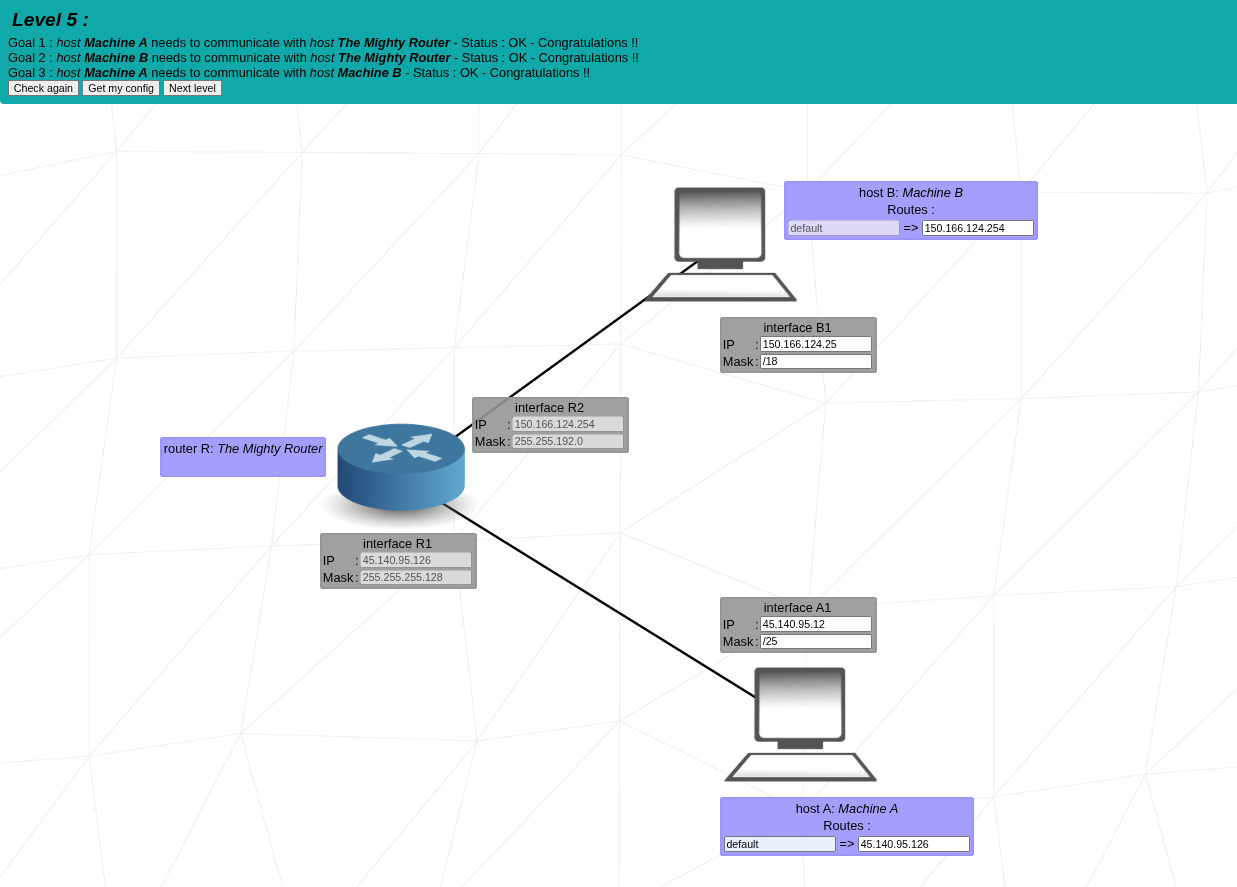 Level 5 :
Goal 1 : host Machine A needs to communicate with host The Mighty Router - Status : OK - Congratulations !!
Goal 2 : host Machine B needs to communicate with host The Mighty Router - Status : OK - Congratulations !!
Goal 3 : host Machine A needs to communicate with host Machine B - Status : OK - Congratulations !!
Check again Get my config Next level
host B: Machine B
Routes :
default => 150.166.124.254
interface B1
IP : 150.166.124.25
Mask : /18
interface R2
IP : 150.166.124.254
Mask : 255.255.192.0
router R: The Mighty Router
interface R1
IP : 45.140.95.126
Mask : 255.255.255.128
interface A1
IP : 45.140.95.12
Mask : /25
host A: Machine A
Routes :
default => 45.140.95.126